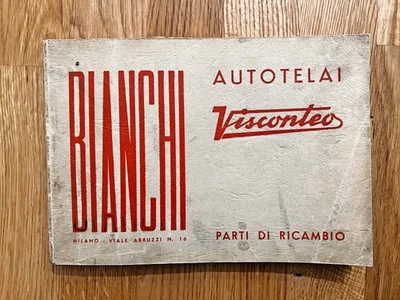 BIANCHI
MILANO - VIALE ABRUZZI N. 16
AUTOTELAI
Visconteo
PARTI DI RICAMBIO